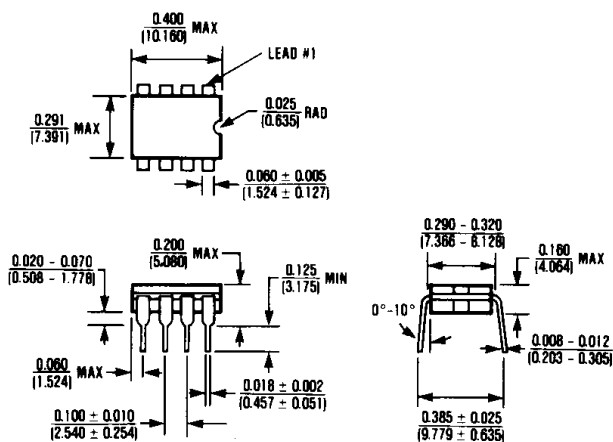 0.400
(10.160) MAX
LEAD #1
0.291
(7.391) MAX
0.025
(0.635) RAD
0.060 ± 0.005
(1.524 ± 0.127)
0.020 - 0.070
(0.508 - 1.778)
0.200
(5.080) MAX
0.125
(3.175) MIN
0.060
(1.524) MAX
0.018 ± 0.002
(0.457 ± 0.051)
0.100 ± 0.010
(2.540 ± 0.254)
0.290 - 0.320
(7.366 - 8.128)
0.160
(4.064) MAX
0°-10°
0.008 - 0.012
(0.203 - 0.305)
0.385 ± 0.025
(9.779 ± 0.635)